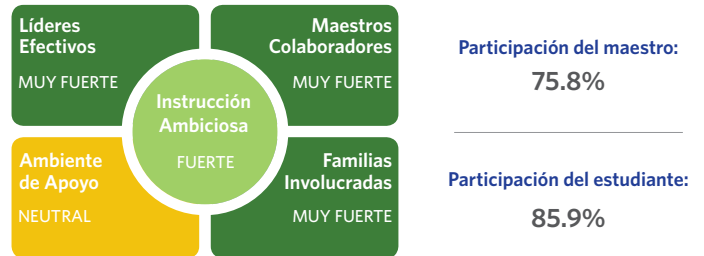 Líderes
Efectivos
MUY FUERTE
Maestros
Colaboradores
MUY FUERTE
Instrucción
Ambiciosa
FUERTE
Ambiente
de Apoyo
NEUTRAL
Familias
Involucradas
MUY FUERTE
Participación del maestro:
75.8%
Participación del estudiante:
85.9%